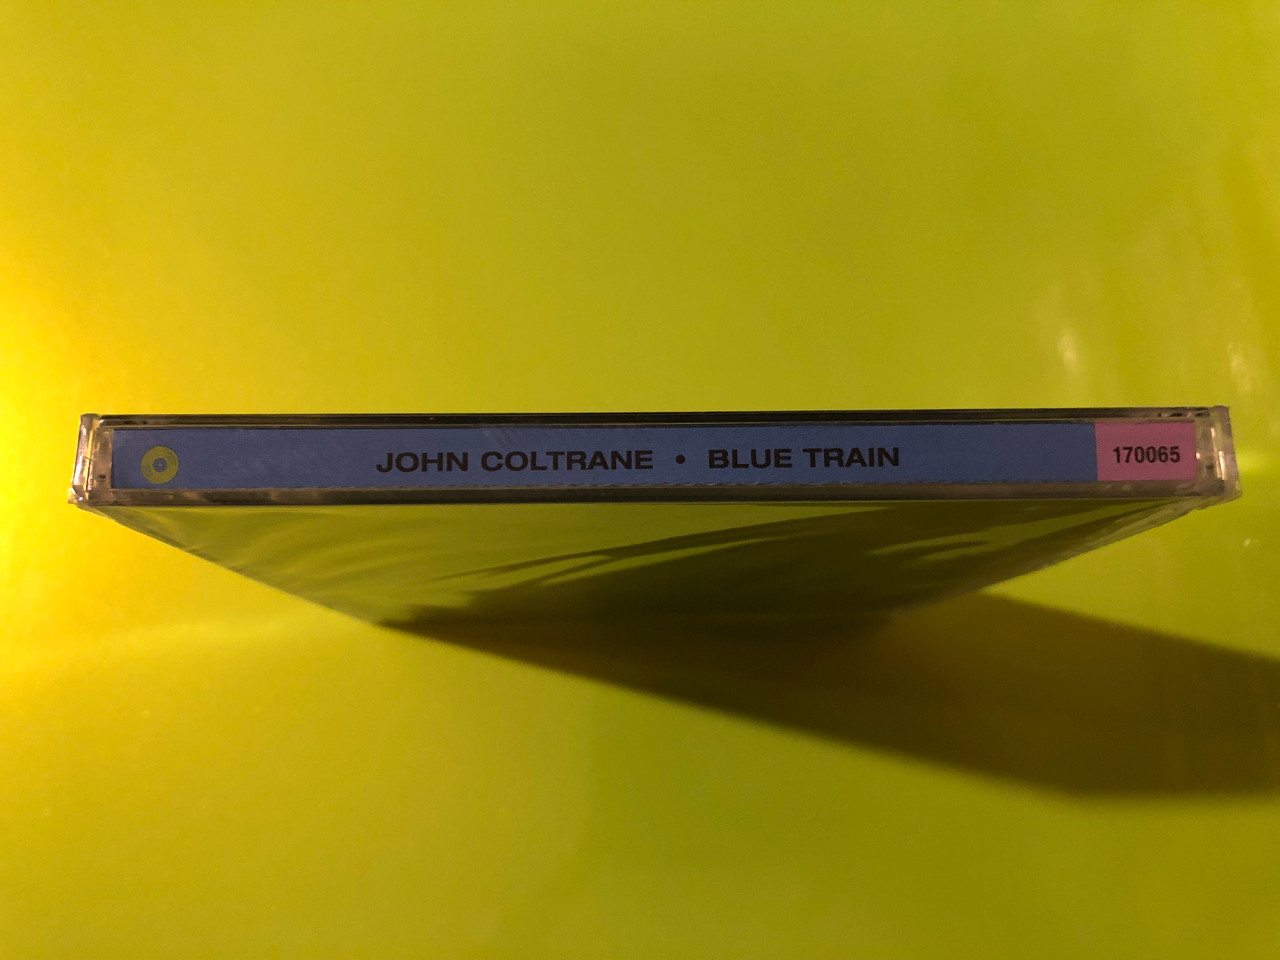 JOHN COLTRANE • BLUE TRAIN 170065